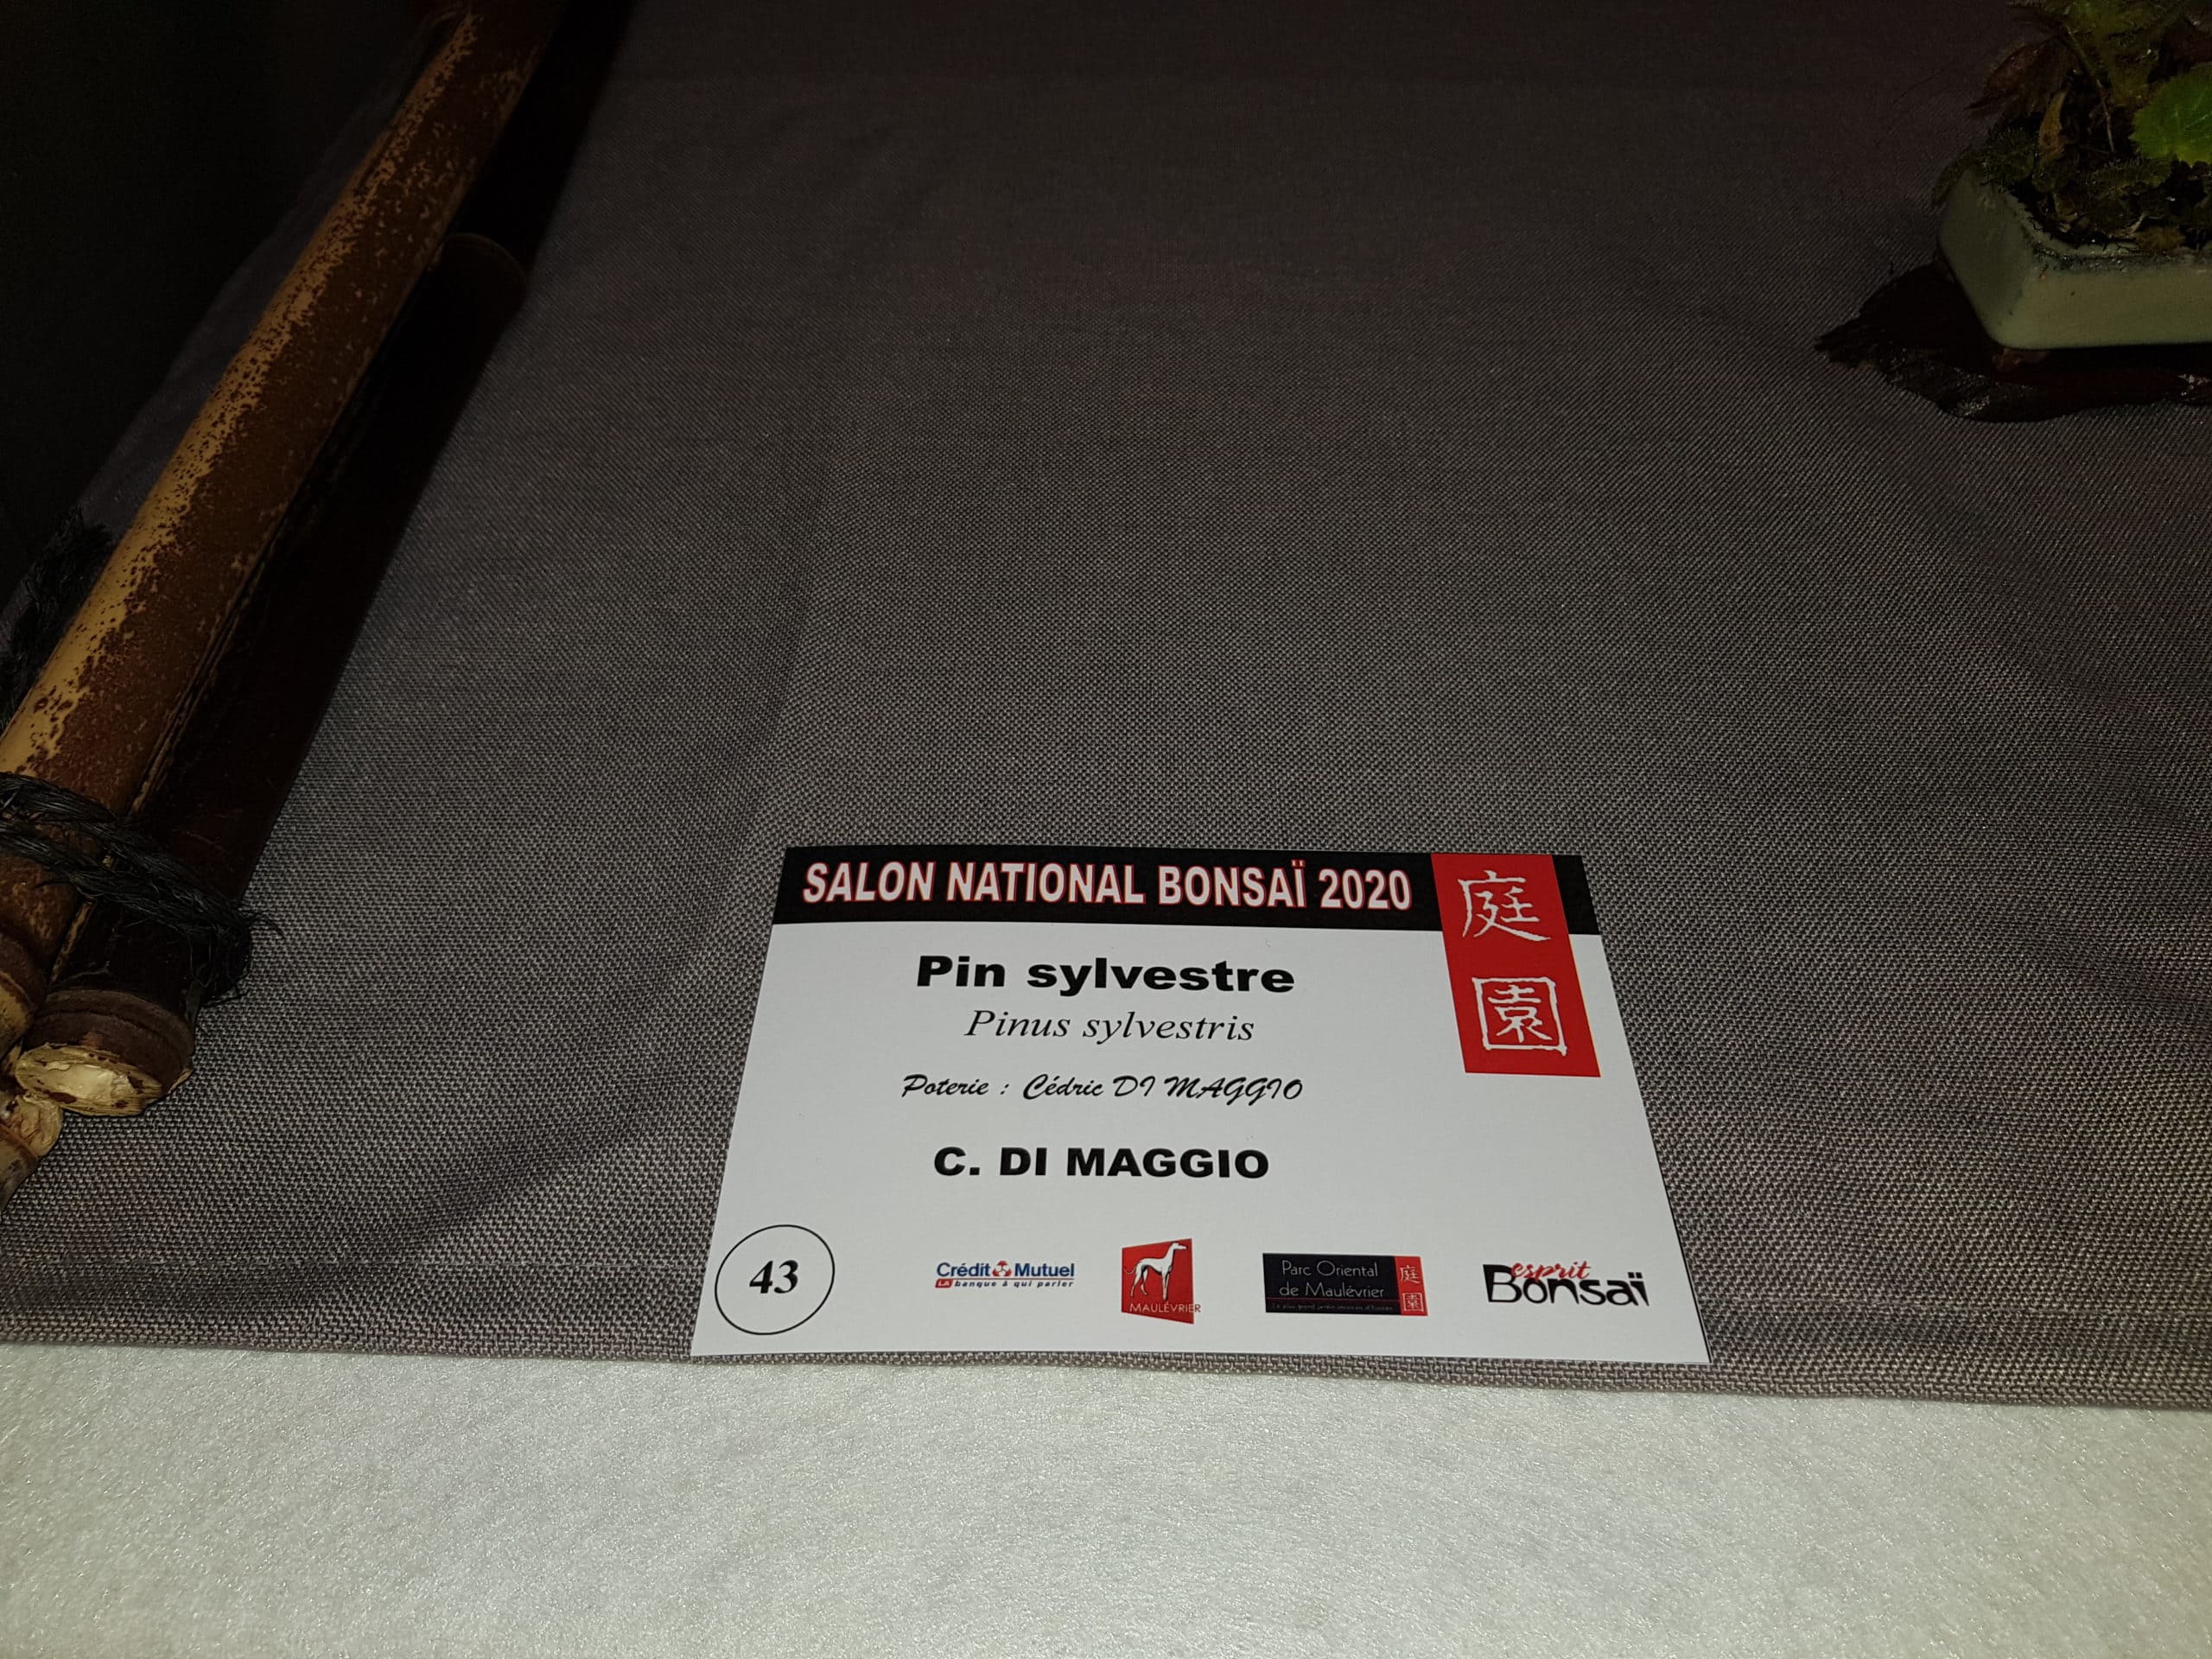 SALON NATIONAL BONSAÏ 2020
庭
園
Pin sylvestre
Pinus sylvestris
Poterie : Cédric DI MAGGIO
C. DI MAGGIO
43
Crédit Mutuel
LA banque à qui parler
MAULÉVRIER
Parc Oriental
de Maulévrier
庭
園
esprit
Bonsaï